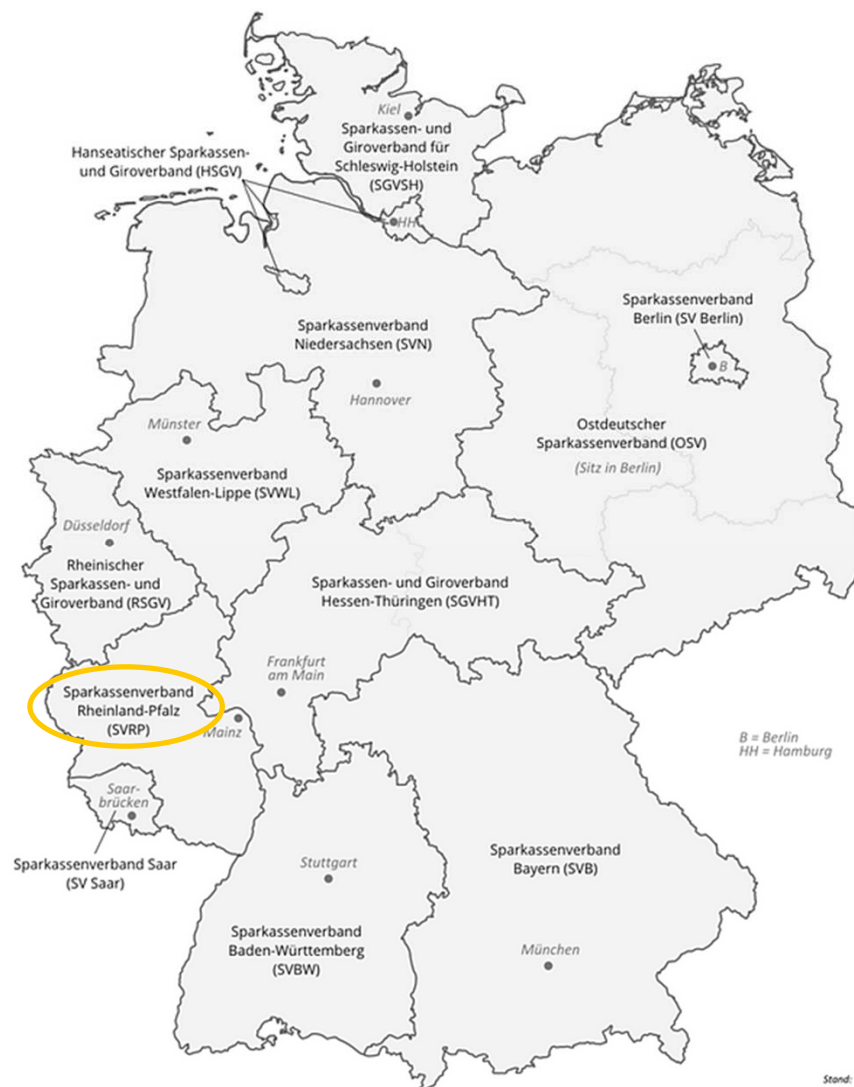 Kiel
Sparkassen- und
Giroverband für
Schleswig-Holstein
(SGVSH)
Hanseatischer Sparkassen-
und Giroverband (HSGV)
HH
Sparkassenverband
Berlin (SV Berlin)
B
Sparkassenverband
Niedersachsen (SVN)
Hannover
Ostdeutscher
Sparkassenverband (OSV)
(Sitz in Berlin)
Münster
Sparkassenverband
Westfalen-Lippe (SVWL)
Düsseldorf
Rheinischer
Sparkassen- und
Giroverband (RSGV)
Sparkassen- und Giroverband
Hessen-Thüringen (SGVHT)
Frankfurt
am Main
Sparkassenverband
Rheinland-Pfalz
(SVRP)
Mainz
B = Berlin
HH = Hamburg
Saar-
brücken
Sparkassenverband Saar
(SV Saar)
Stuttgart
Sparkassenverband
Bayern (SVB)
Sparkassenverband
Baden-Württemberg
(SVBW)
München
Stand: